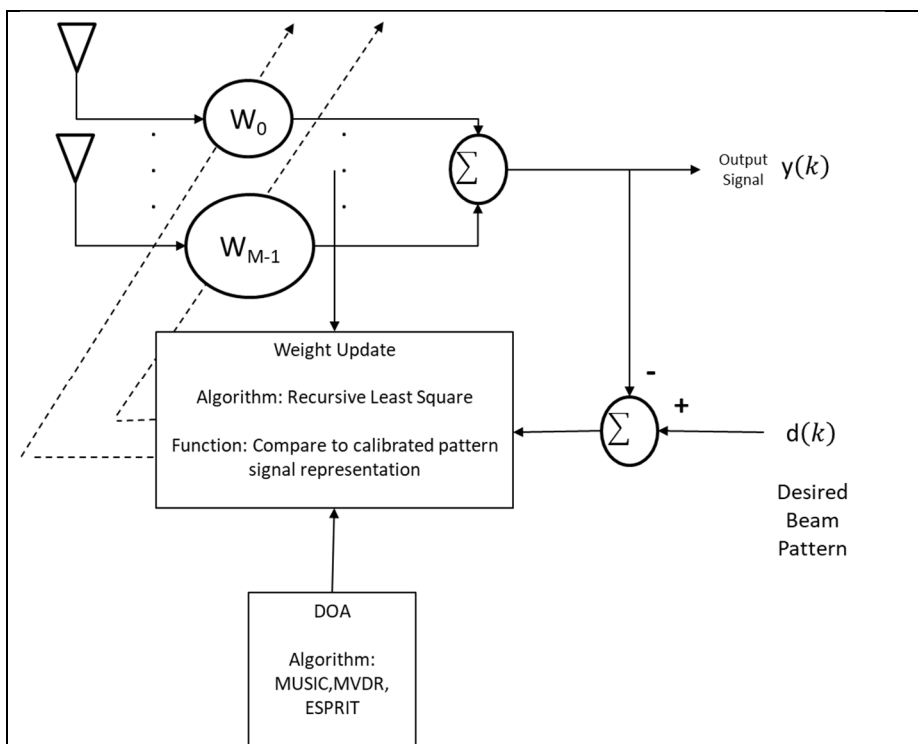 W0
WM-1
∑
Output
Signal
y(k)
Weight Update
Algorithm: Recursive Least Square
Function: Compare to calibrated pattern
signal representation
-
+
∑
d(k)
Desired
Beam
Pattern
DOA
Algorithm:
MUSIC,MVDR,
ESPRIT